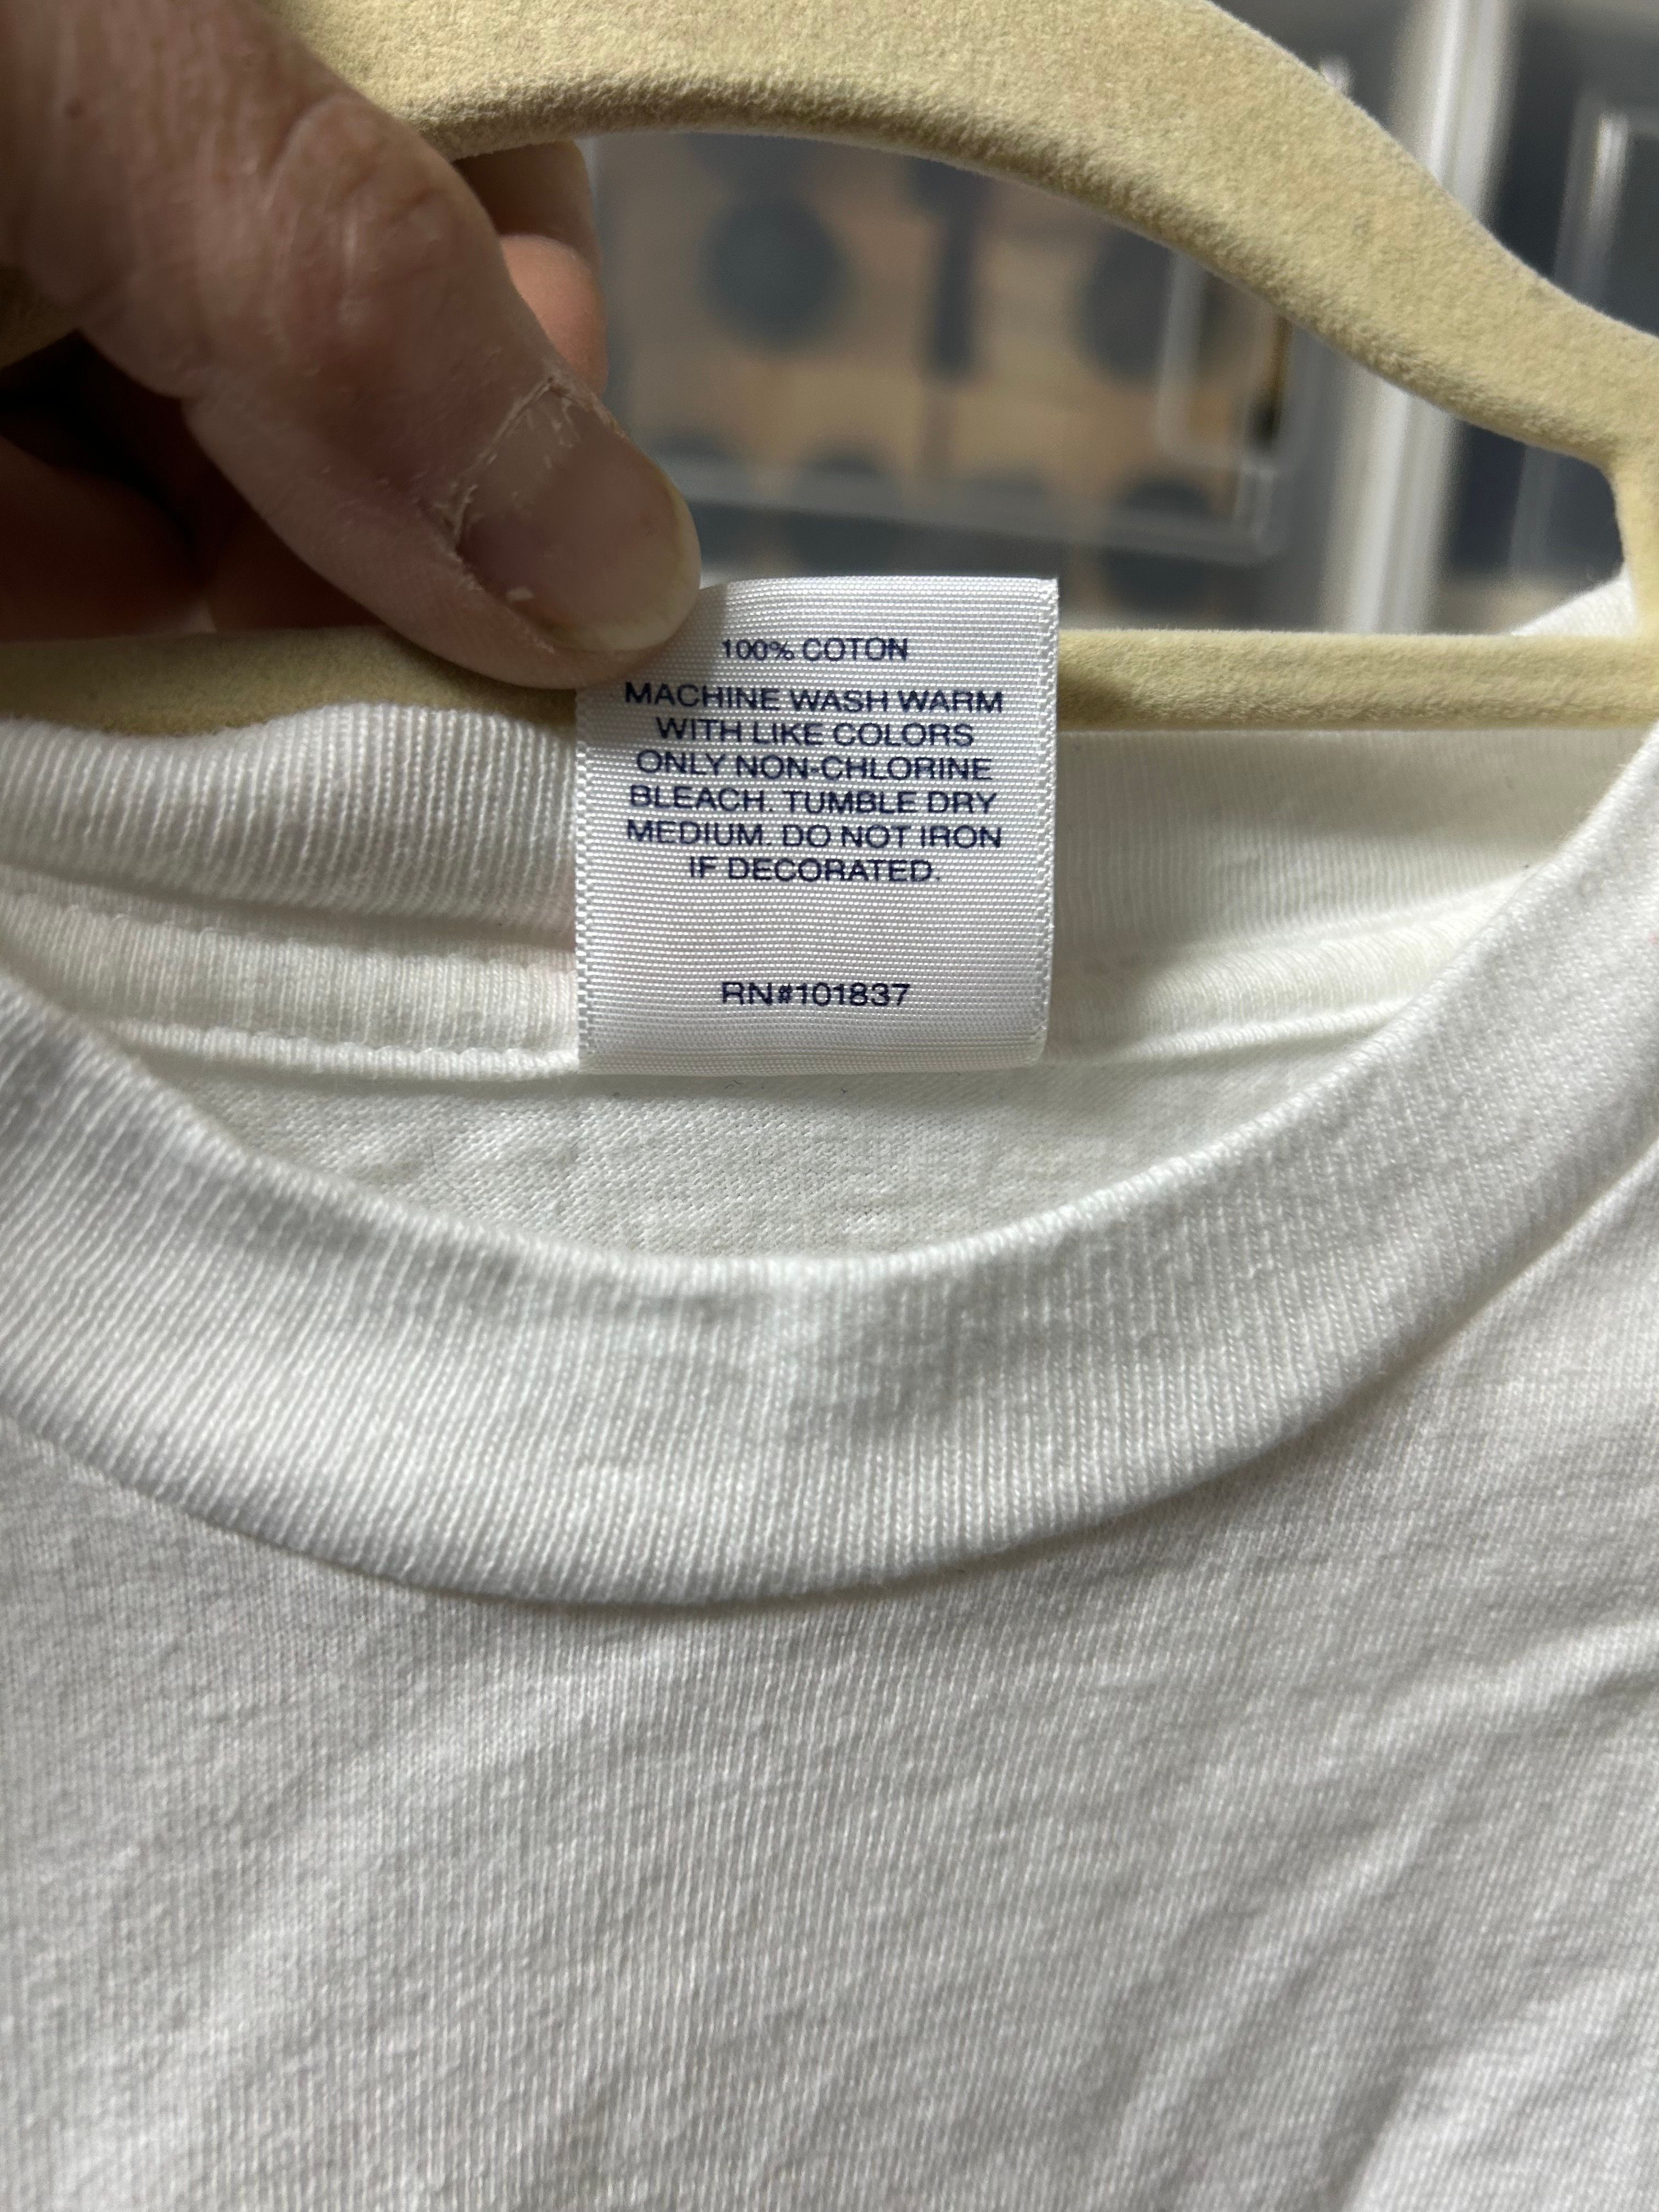 100% COTON
MACHINE WASH WARM
WITH LIKE COLORS
ONLY NON-CHLORINE
BLEACH. TUMBLE DRY
MEDIUM. DO NOT IRON
IF DECORATED.
RN#101837